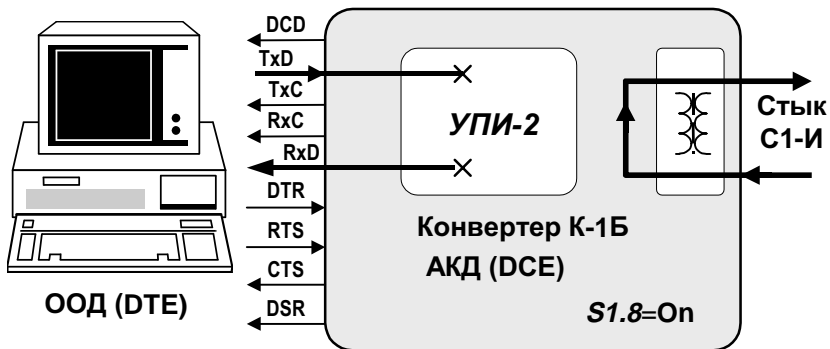 DCD
TxD
TxC
RxC
RxD
DTR
RTS
CTS
DSR
УПИ-2
Стык
С1-И
Конвертер К-1Б
АКД (DCE)
S1.8=On
ООД (DTE)